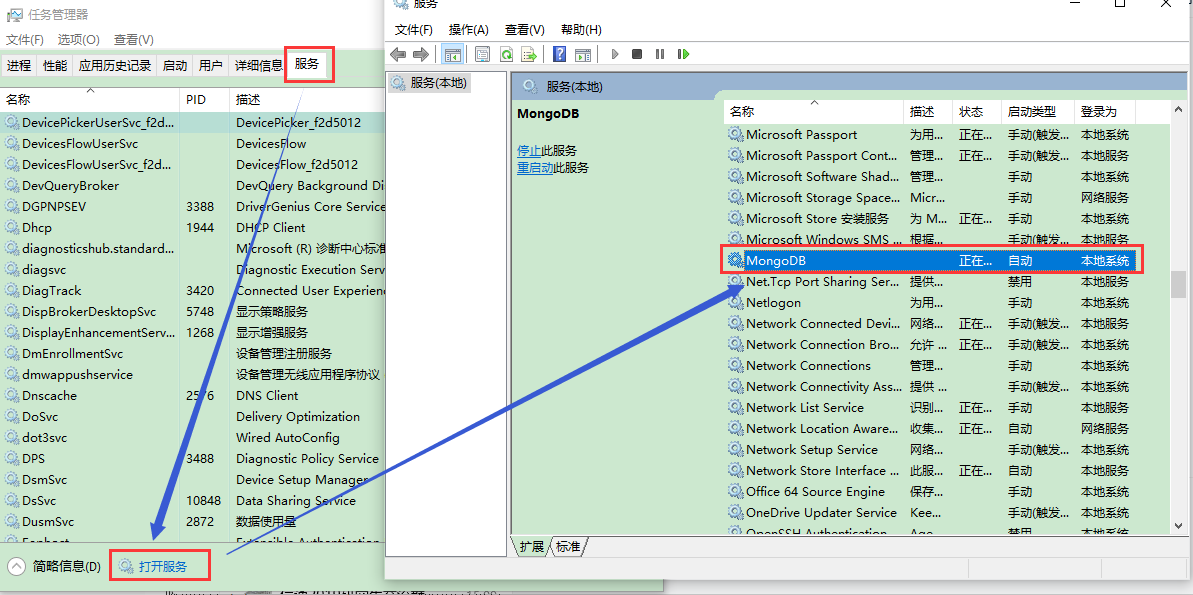 任务管理器
文件(F) 选项(O) 查看(V)
进程 性能 应用历史记录 启动 用户 详细信息 服务
名称 PID 描述
DevicePickerUserSvc_f2d... DevicePicker_f2d5012
DevicesFlowUserSvc DevicesFlow
DevicesFlowUserSvc_f2d... DevicesFlow_f2d5012
DevQueryBroker DevQuery Background Di
DGPNPSEV 3388 DriverGenius Core Service
Dhcp 1944 DHCP Client
diagnosticshub.standard... Microsoft (R) 诊断中心标准
diagsvc Diagnostic Execution Serv
DiagTrack 3420 Connected User Experien
DispBrokerDesktopSvc 5748 显示策略服务
DisplayEnhancementServ... 1268 显示增强服务
DmEnrollmentSvc 设备管理注册服务
dmwappushservice 设备管理无线应用程序协议
Dnscache 2576 DNS Client
DoSvc Delivery Optimization
dot3svc Wired AutoConfig
DPS 3488 Diagnostic Policy Service
DsmSvc Device Setup Manager
DsSvc 10848 Data Sharing Service
DusmSvc 2872 数据使用量
简略信息(D) 打开服务
服务
文件(F) 操作(A) 查看(V) 帮助(H)
服务(本地)
服务(本地)
MongoDB
停止此服务
重启动此服务
名称 描述 状态 启动类型 登录为
Microsoft Passport 为用... 正在... 手动(触发... 本地系统
Microsoft Passport Cont... 管理... 正在... 手动(触发... 本地服务
Microsoft Software Shad... 管理... 手动 本地系统
Microsoft Storage Space... Micr... 手动 网络服务
Microsoft Store 安装服务 为 M... 正在... 手动 本地系统
Microsoft Windows SMS ... 根据... 手动(触发... 本地服务
MongoDB 正在... 自动 本地系统
Net.Tcp Port Sharing Ser... 提供... 禁用 本地服务
Netlogon 为用... 手动 本地系统
Network Connected Devi... 网络... 正在... 手动(触发... 本地服务
Network Connection Bro... 允许 ... 正在... 手动(触发... 本地系统
Network Connections 管理... 手动 本地系统
Network Connectivity Ass... 提供 ... 手动(触发... 本地系统
Network List Service 识别... 正在... 手动 本地服务
Network Location Aware... 收集... 正在... 自动 网络服务
Network Setup Service 网络... 手动(触发... 本地系统
Network Store Interface ... 此服... 正在... 自动 本地服务
Office 64 Source Engine 保存... 手动 本地系统
OneDrive Updater Service Kee... 手动(触发... 本地系统
OpenSSH Authentication ... Age... 禁用 本地系统
扩展 标准